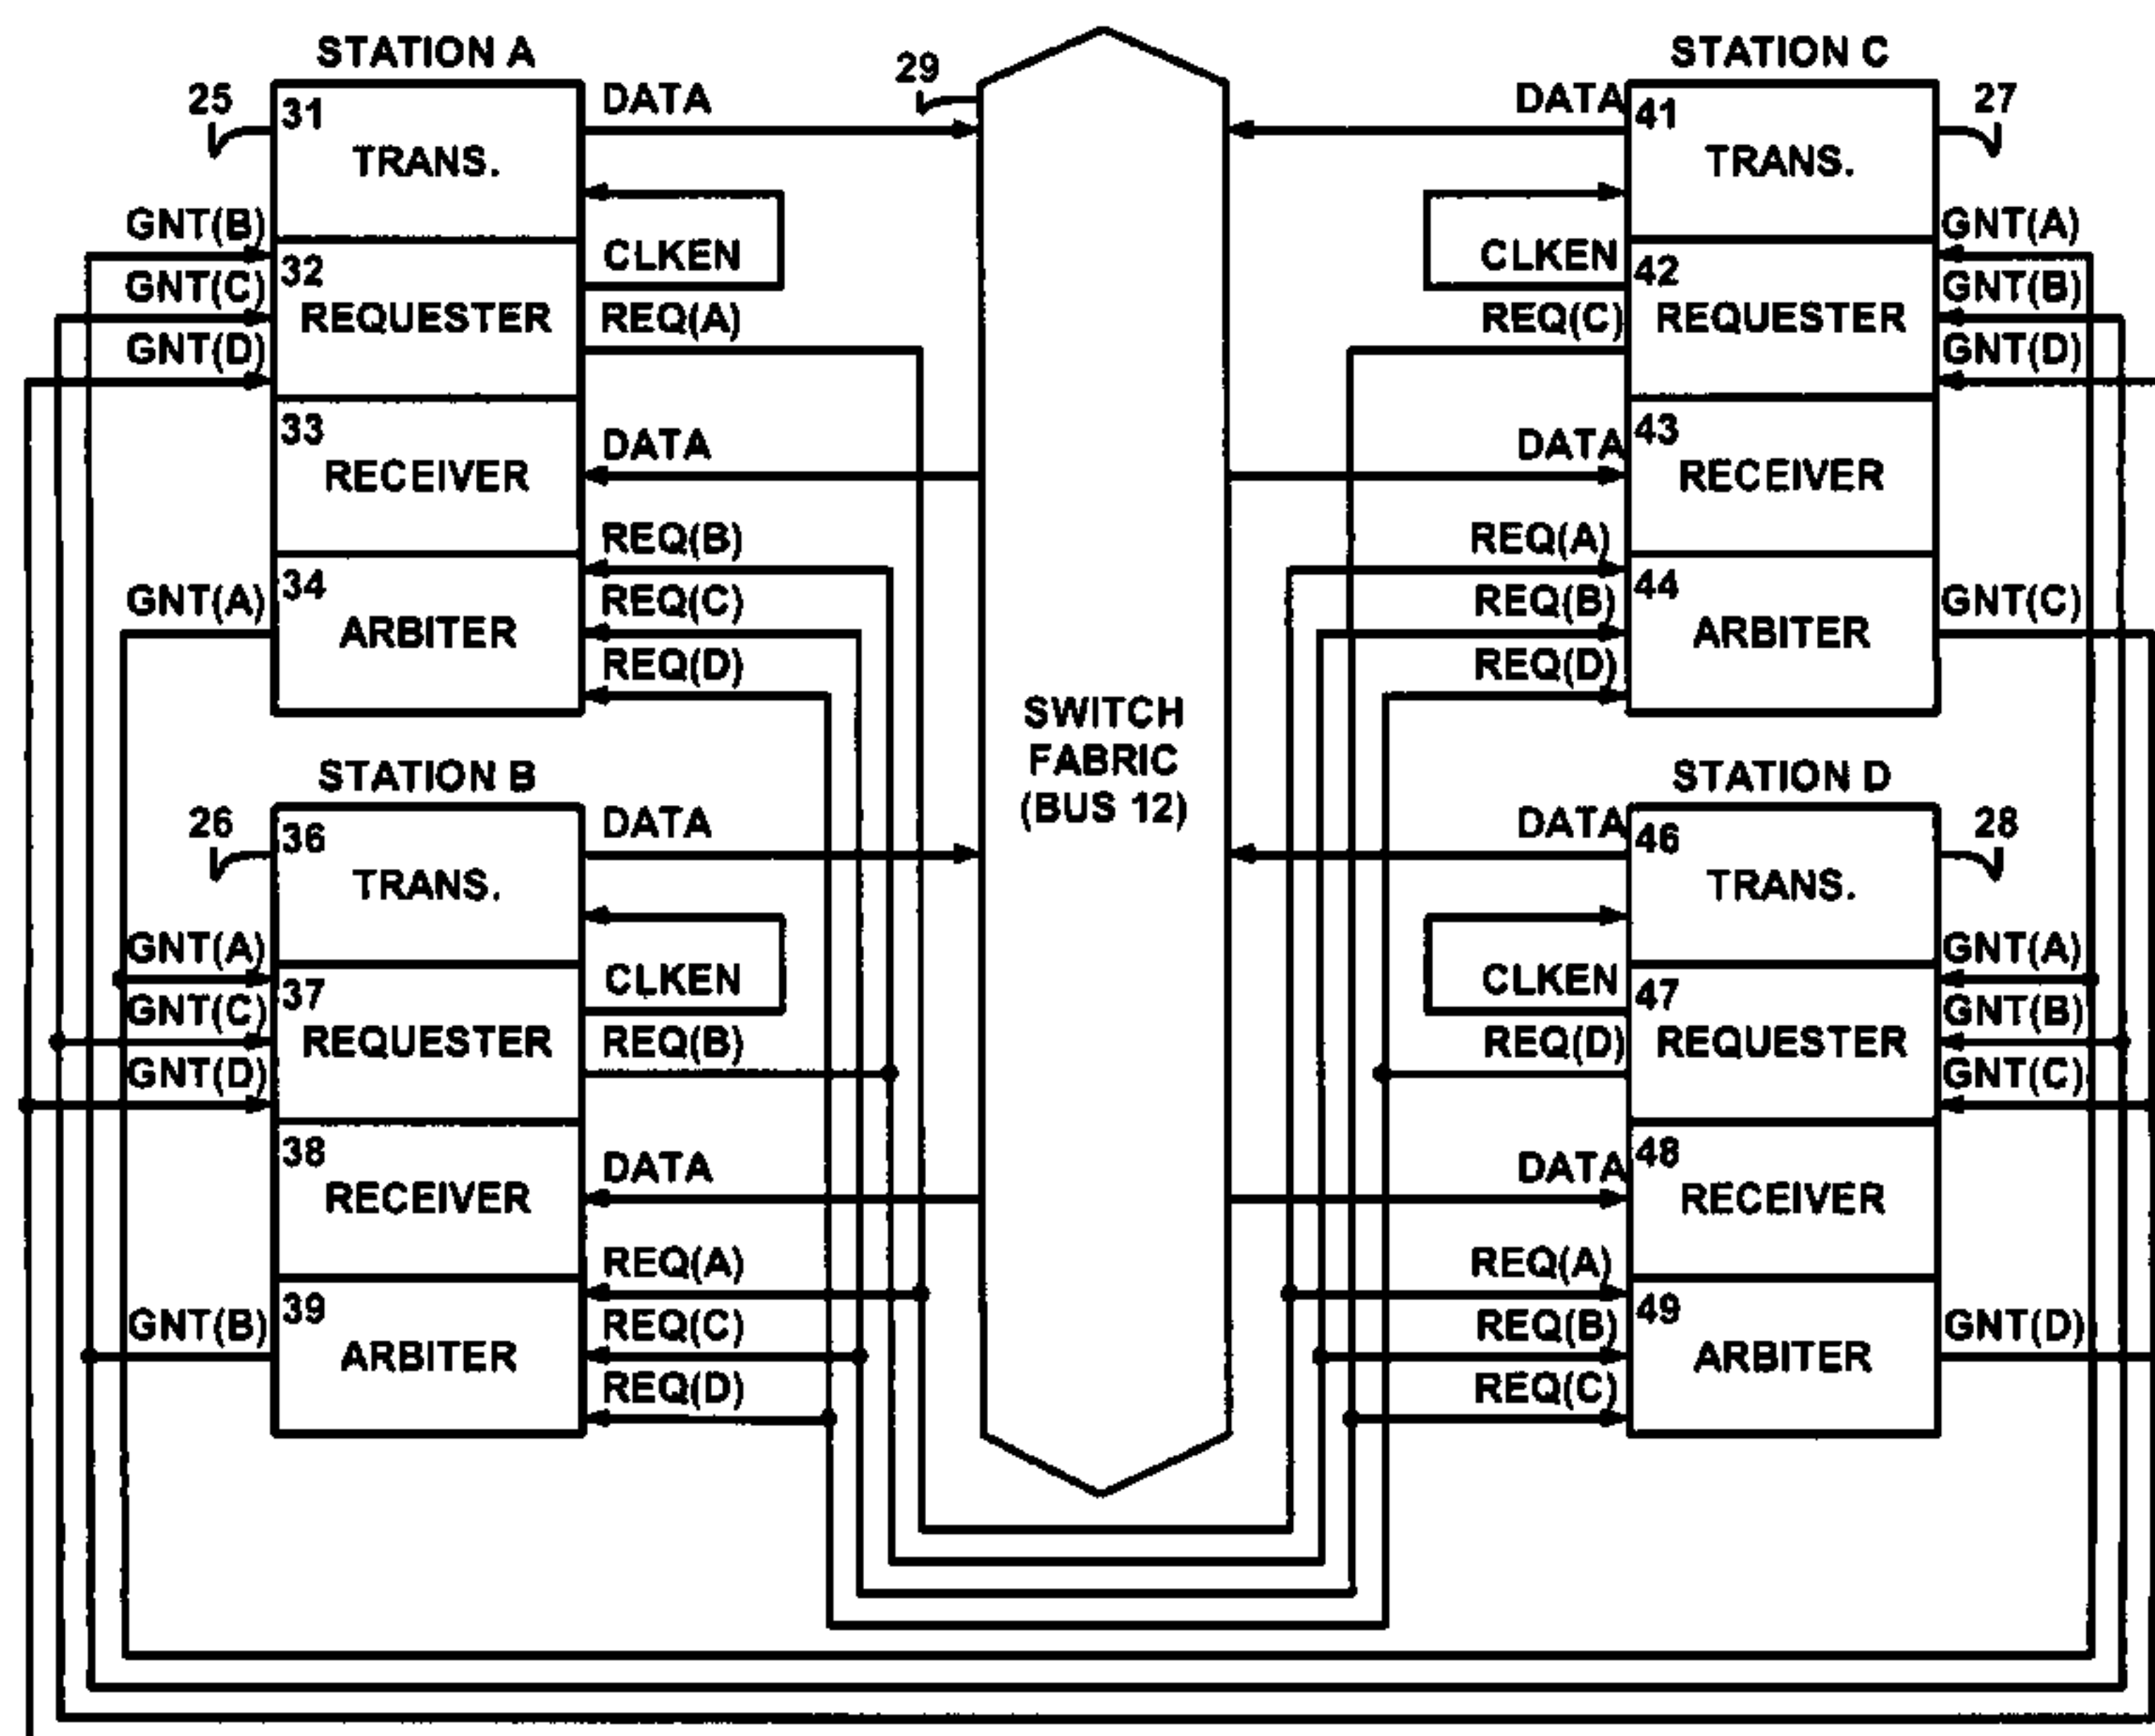 STATION A
25
31
TRANS.
DATA
GNT(B)
GNT(C)
GNT(D)
32
REQUESTER
CLKEN
REQ(A)
33
RECEIVER
DATA
GNT(A)
34
ARBITER
REQ(B)
REQ(C)
REQ(D)
STATION B
26
36
TRANS.
DATA
GNT(A)
GNT(C)
GNT(D)
37
REQUESTER
CLKEN
REQ(B)
38
RECEIVER
DATA
GNT(B)
39
ARBITER
REQ(A)
REQ(C)
REQ(D)
29
SWITCH
FABRIC
(BUS 12)
STATION C
DATA
41
TRANS.
27
CLKEN
REQ(C)
42
REQUESTER
GNT(A)
GNT(B)
GNT(D)
DATA
43
RECEIVER
REQ(A)
REQ(B)
REQ(D)
44
ARBITER
GNT(C)
STATION D
DATA
46
TRANS.
28
CLKEN
REQ(D)
47
REQUESTER
GNT(A)
GNT(B)
GNT(C)
DATA
48
RECEIVER
REQ(A)
REQ(B)
REQ(C)
49
ARBITER
GNT(D)